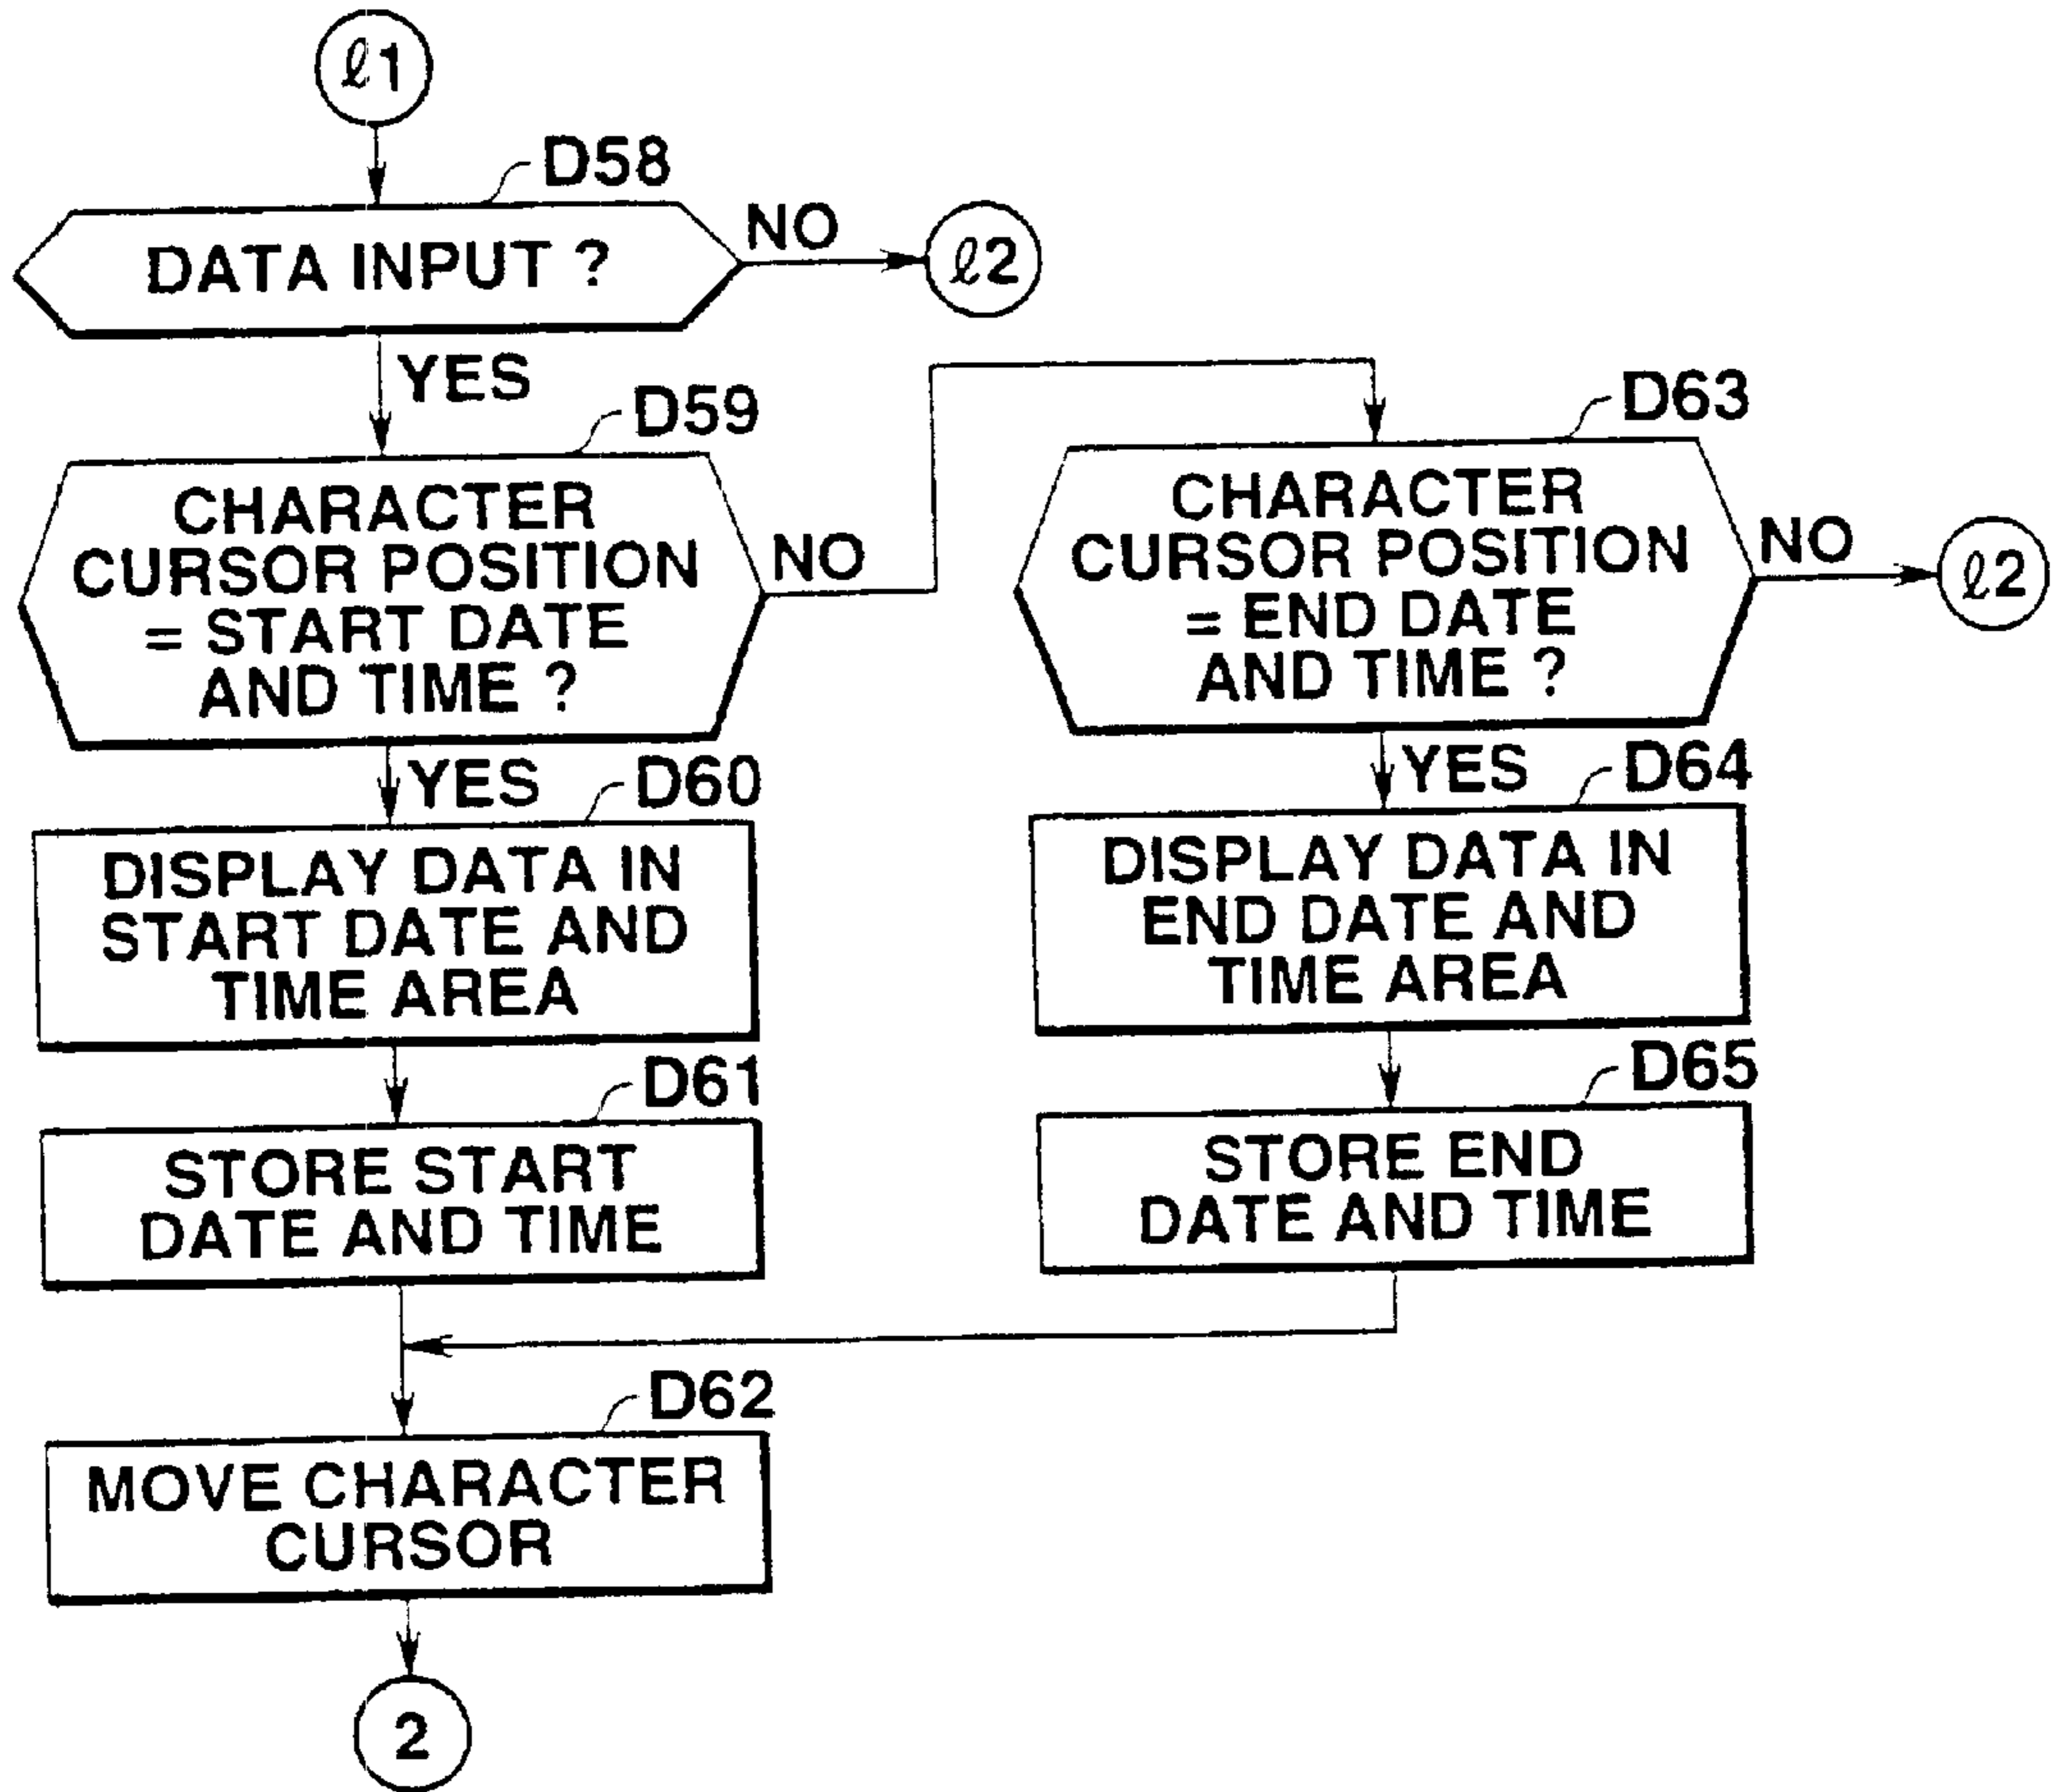 ℓ1
D58
DATA INPUT ?
NO
ℓ2
YES
D59
CHARACTER
CURSOR POSITION
= START DATE
AND TIME ?
NO
YES
D60
DISPLAY DATA IN
START DATE AND
TIME AREA
D61
STORE START
DATE AND TIME
D63
CHARACTER
CURSOR POSITION
= END DATE
AND TIME ?
NO
ℓ2
YES
D64
DISPLAY DATA IN
END DATE AND
TIME AREA
D65
STORE END
DATE AND TIME
D62
MOVE CHARACTER
CURSOR
2